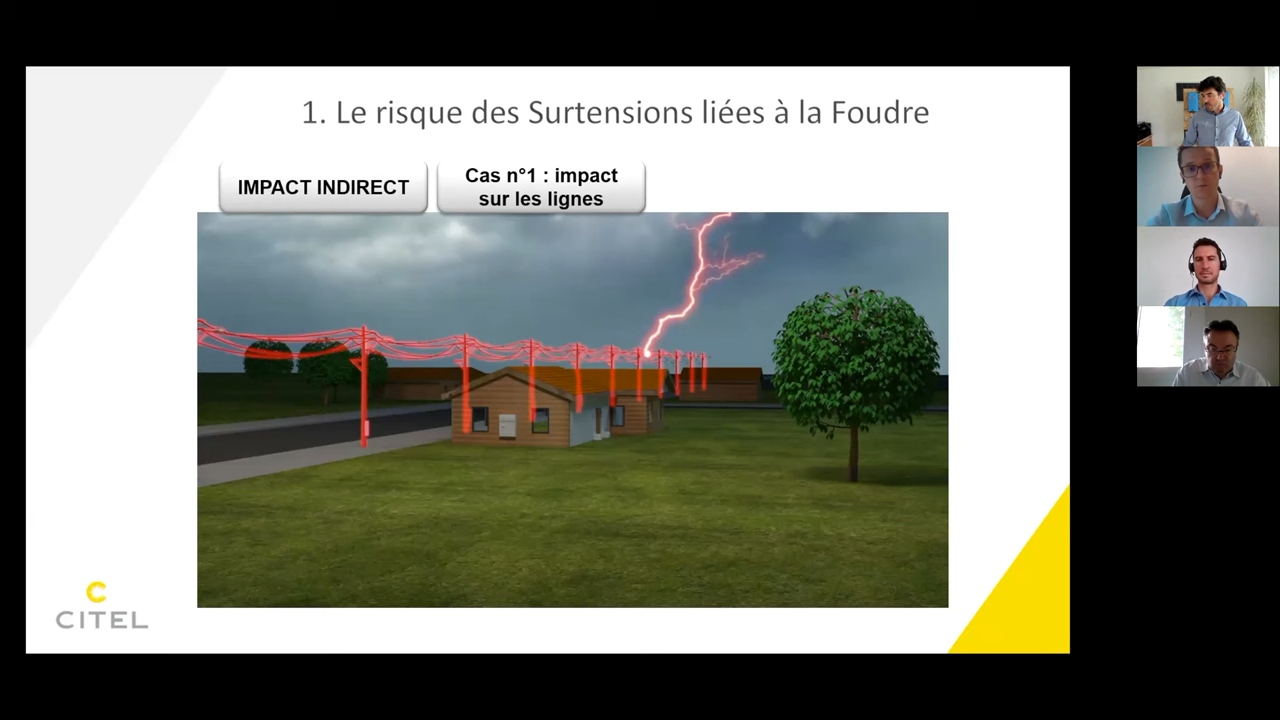 1. Le risque des Surtensions liées à la Foudre
IMPACT INDIRECT
Cas n°1 : impact
sur les lignes
C
CITEL